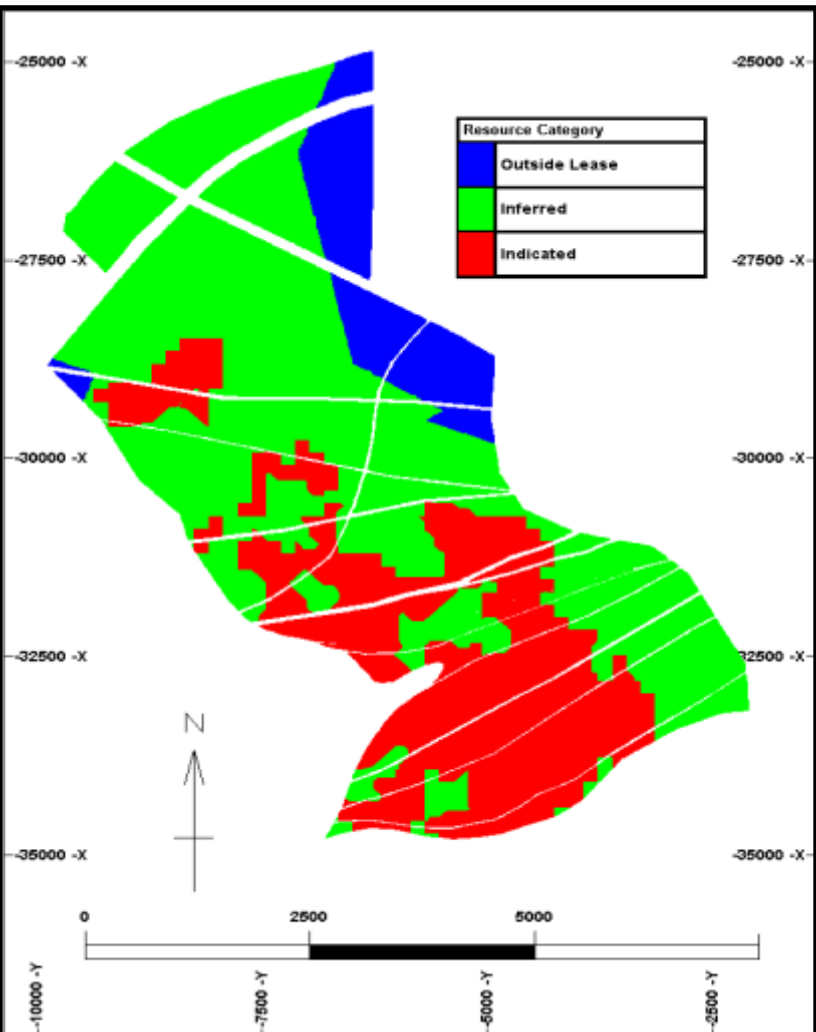 -25000 -X -25000 -X
Resource Category
Outside Lease
Inferred
Indicated
-27500 -X -27500 -X
-30000 -X -30000 -X
-32500 -X 32500 -X
N
-35000 -X -35000 -X
0 2500 5000
-10000 -Y -7500 -Y -5000 -Y -2500 -Y